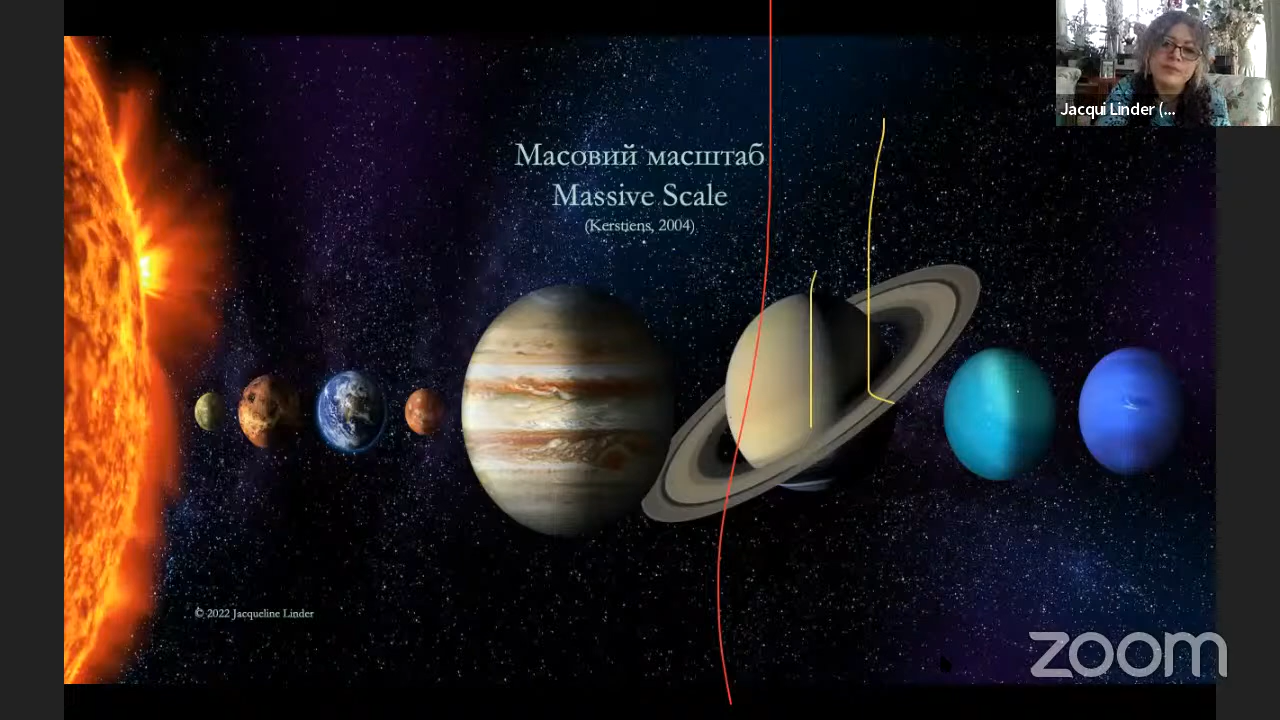 Jacqui Linder (...
Масовий масштаб
Massive Scale
(Kerstiens, 2004)
© 2022 Jacqueline Linder
zoom